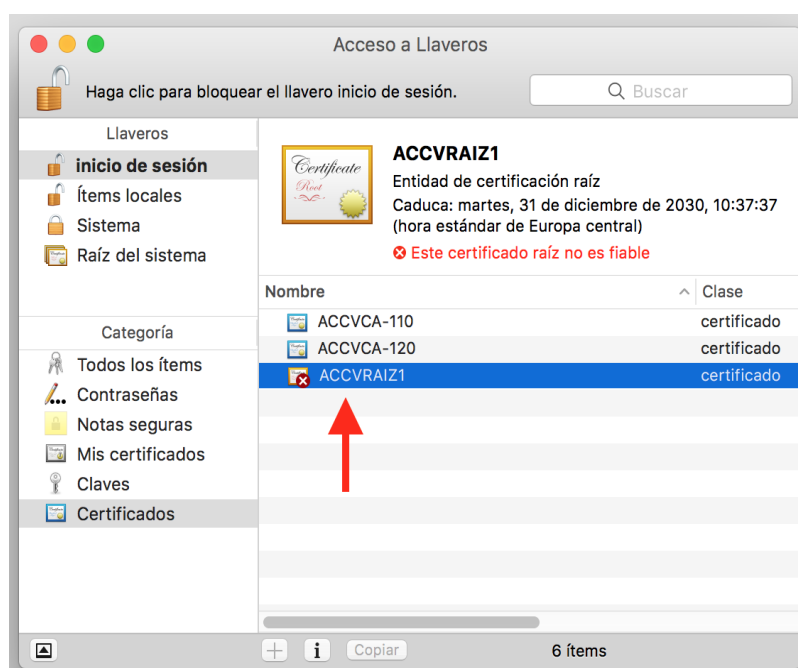 Acceso a Llaveros
Haga clic para bloquear el llavero inicio de sesión.
Buscar
Llaveros
inicio de sesión
Ítems locales
Sistema
Raíz del sistema
Certificate
Root
ACCVRAIZ1
Entidad de certificación raíz
Caduca: martes, 31 de diciembre de 2030, 10:37:37
(hora estándar de Europa central)
Este certificado raíz no es fiable
Nombre
Clase
ACCVCA-110
certificado
ACCVCA-120
certificado
ACCVRAIZ1
certificado
Categoría
Todos los ítems
Contraseñas
Notas seguras
Mis certificados
Claves
Certificados
Copiar
6 ítems